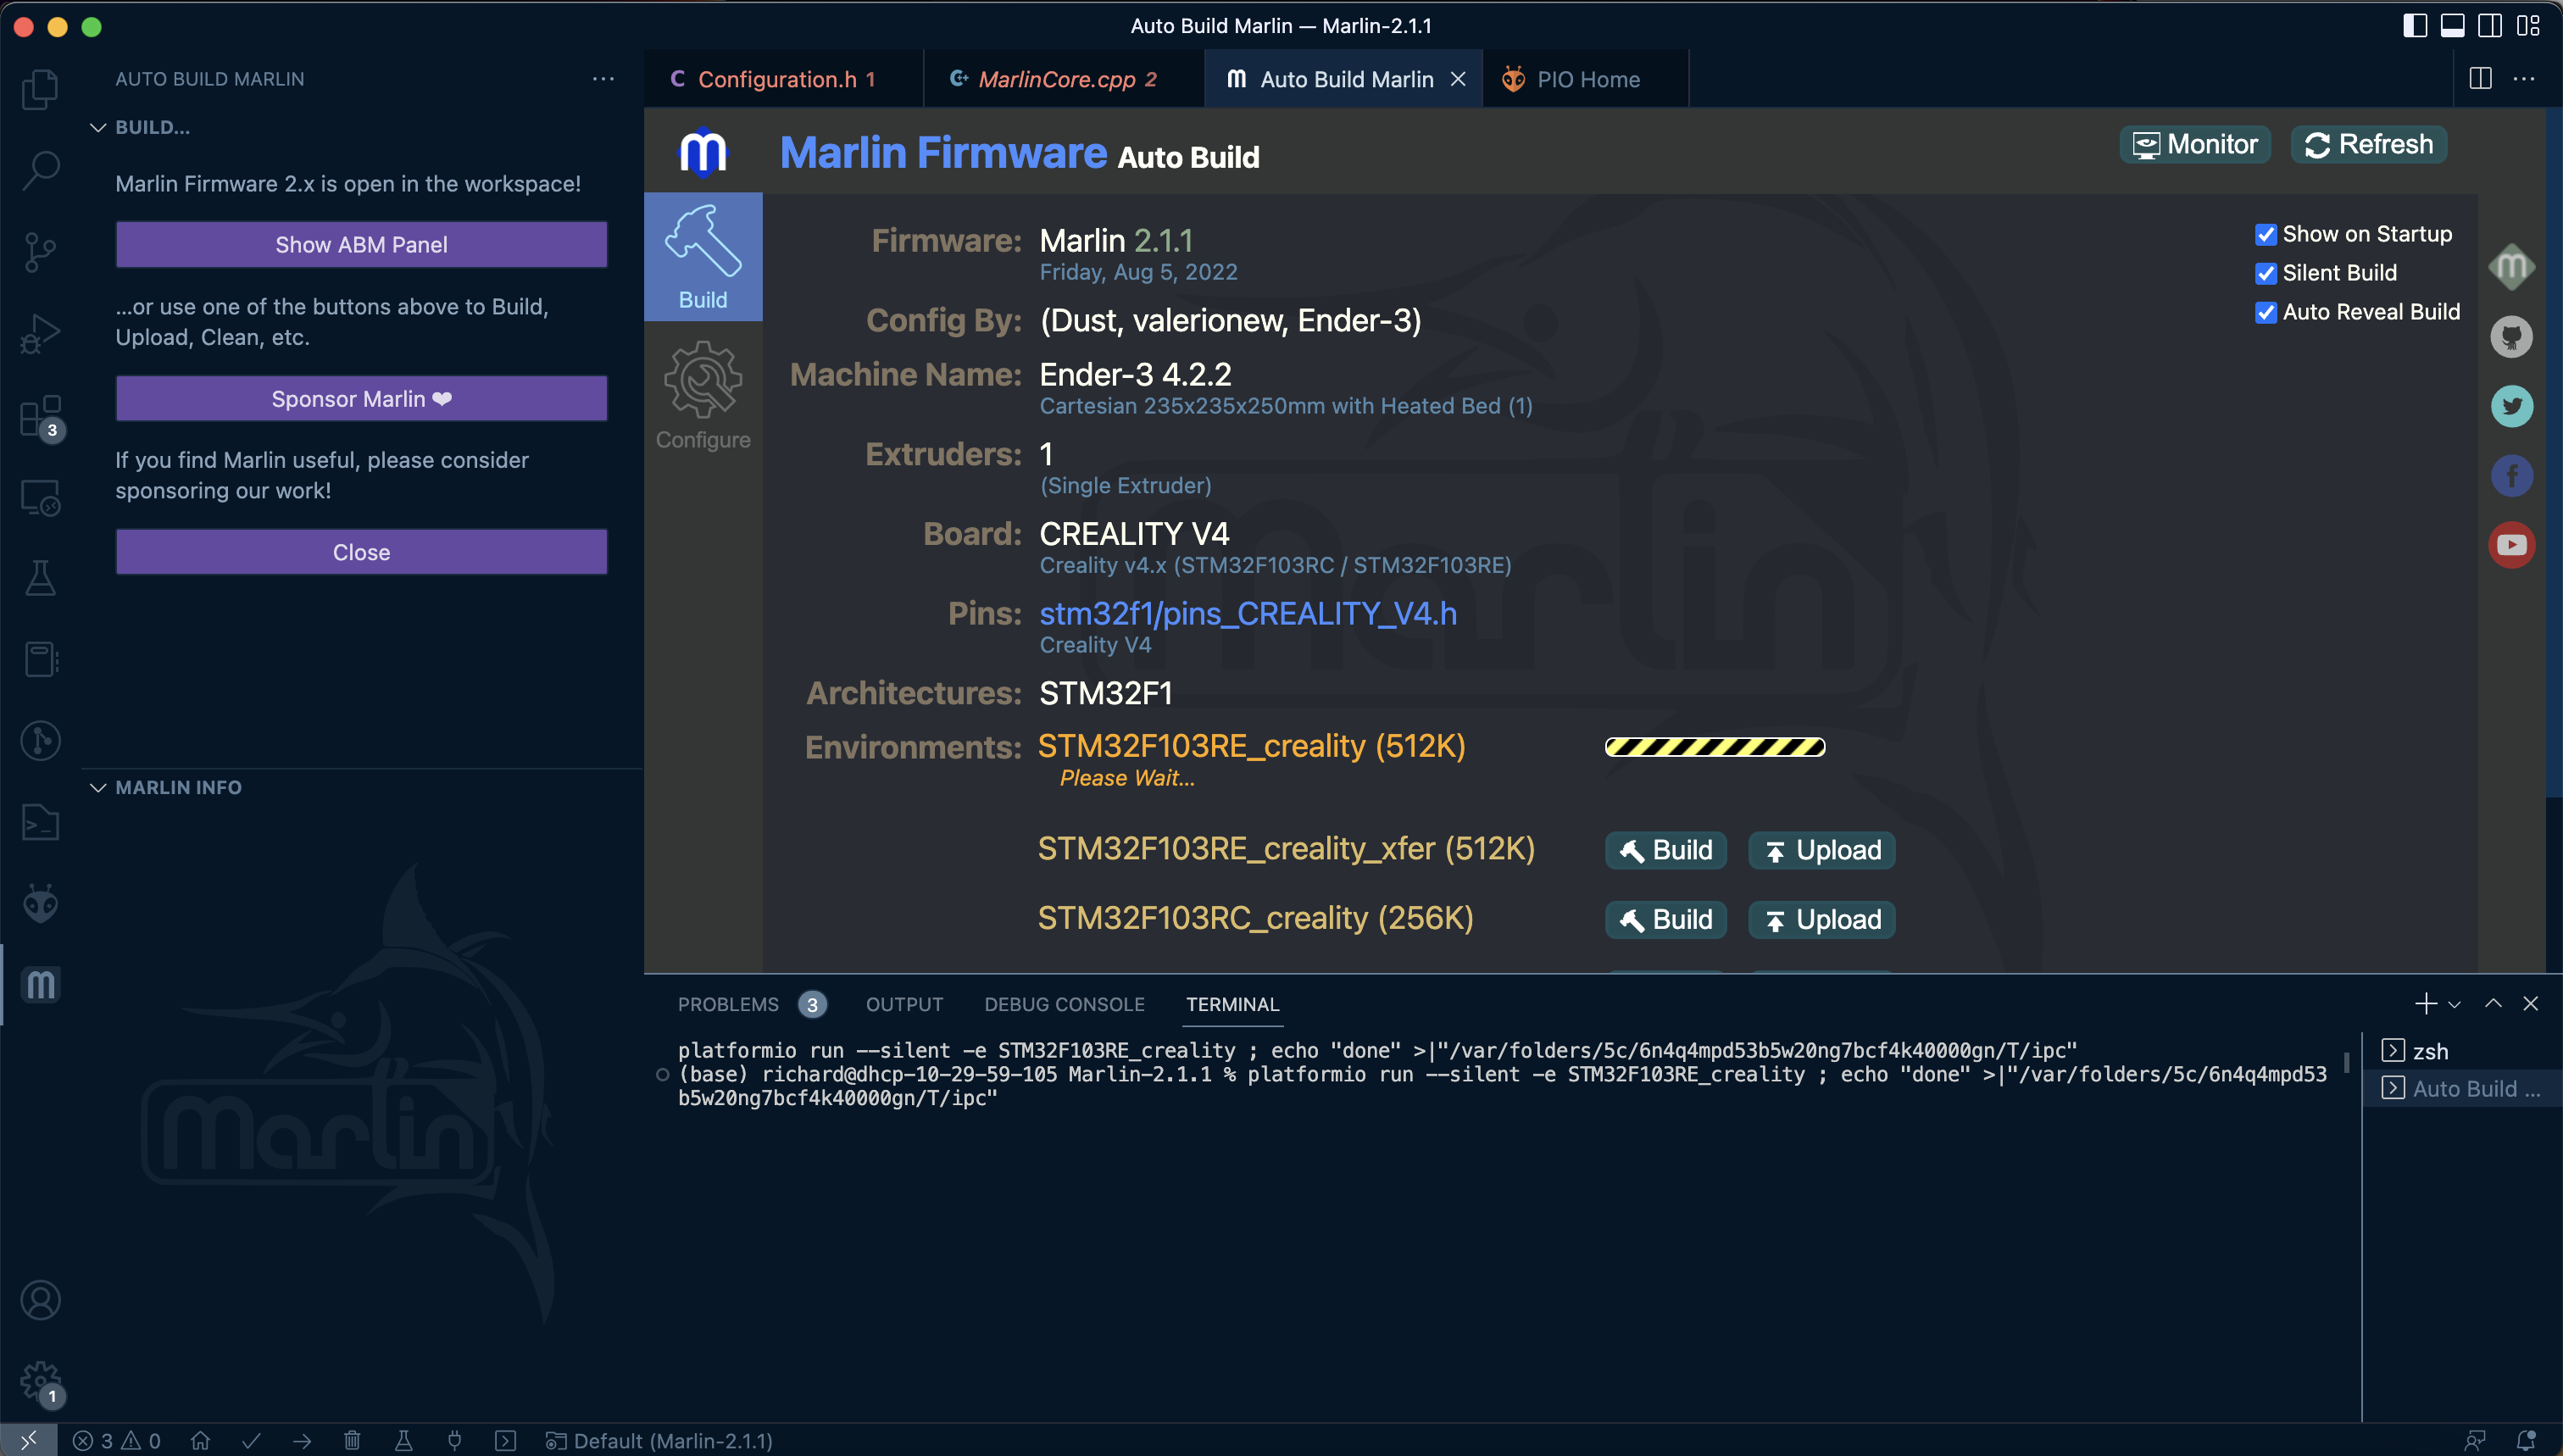 Auto Build Marlin — Marlin-2.1.1
AUTO BUILD MARLIN
BUILD...
Marlin Firmware 2.x is open in the workspace!
Show ABM Panel
...or use one of the buttons above to Build,
Upload, Clean, etc.
Sponsor Marlin ❤
If you find Marlin useful, please consider
sponsoring our work!
Close
MARLIN INFO
Marlin
3
1
Configuration.h 1
MarlinCore.cpp 2
Auto Build Marlin
PIO Home
Marlin Firmware Auto Build
Monitor
Refresh
Build
Configure
Show on Startup
Silent Build
Auto Reveal Build
Firmware: Marlin 2.1.1
Friday, Aug 5, 2022
Config By: (Dust, valerionew, Ender-3)
Machine Name: Ender-3 4.2.2
Cartesian 235x235x250mm with Heated Bed (1)
Extruders: 1
(Single Extruder)
Board: CREALITY V4
Creality v4.x (STM32F103RC / STM32F103RE)
Pins: stm32f1/pins_CREALITY_V4.h
Creality V4
Architectures: STM32F1
Environments: STM32F103RE_creality (512K)
Please Wait...
STM32F103RE_creality_xfer (512K) Build Upload
STM32F103RC_creality (256K) Build Upload
Marlin
PROBLEMS 3 OUTPUT DEBUG CONSOLE TERMINAL
platformio run --silent -e STM32F103RE_creality ; echo "done" >|"/var/folders/5c/6n4q4mpd53b5w20ng7bcf4k40000gn/T/ipc"
(base) richard@dhcp-10-29-59-105 Marlin-2.1.1 % platformio run --silent -e STM32F103RE_creality ; echo "done" >|"/var/folders/5c/6n4q4mpd53
b5w20ng7bcf4k40000gn/T/ipc"
zsh
Auto Build ...
3 0 Default (Marlin-2.1.1)